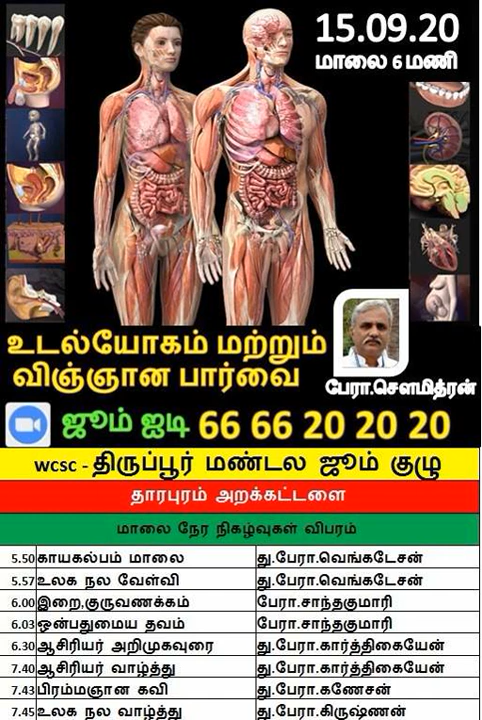 15.09.20
மாலை 6 மணி
உடல்யோகம் மற்றும்
விஞ்ஞான பார்வை
பேரா.சௌமித்ரன்
ஜூம் ஐடி 66 66 20 20 20
wcsc - திருப்பூர் மண்டல ஜூம் குழு
தாரபுரம் அறக்கட்டளை
மாலை நேர நிகழ்வுகள் விபரம்
5.50 காயகல்பம் மாலை து.பேரா.வெங்கடேசன்
5.57 உலக நல வேள்வி து.பேரா.வெங்கடேசன்
6.00 இறை,குருவணக்கம் பேரா.சாந்தகுமாரி
6.03 ஒன்பதுமைய தவம் பேரா.சாந்தகுமாரி
6.30 ஆசிரியர் அறிமுகவுரை து.பேரா.கார்த்திகையேன்
7.40 ஆசிரியர் வாழ்த்து து.பேரா.கார்த்திகையேன்
7.43 பிரம்மஞான கவி து.பேரா.கணேசன்
7.45 உலக நல வாழ்த்து து.பேரா.கிருஷ்ணன்